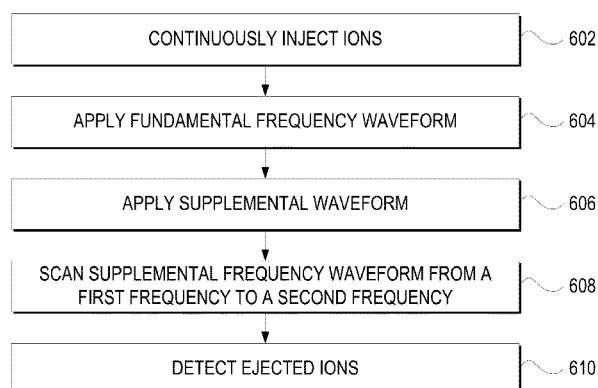 CONTINUOUSLY INJECT IONS 602
APPLY FUNDAMENTAL FREQUENCY WAVEFORM 604
APPLY SUPPLEMENTAL WAVEFORM 606
SCAN SUPPLEMENTAL FREQUENCY WAVEFORM FROM A
FIRST FREQUENCY TO A SECOND FREQUENCY 608
DETECT EJECTED IONS 610